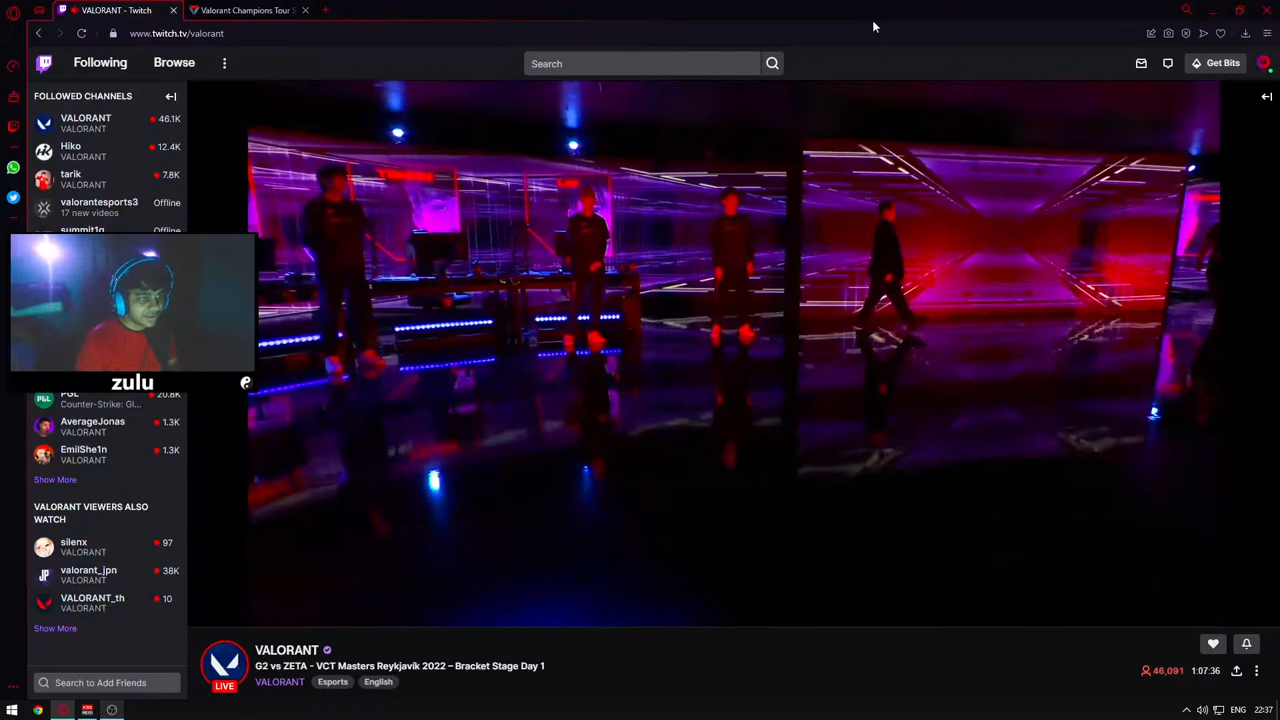 VALORANT - Twitch
Valorant Champions Tour S
www.twitch.tv/valorant
Following
Browse
Search
Get Bits
FOLLOWED CHANNELS
VALORANT
VALORANT
46.1K
Hiko
VALORANT
12.4K
tarik
VALORANT
7.8K
valorantesports3
17 new videos
Offline
summit1g
Offline
zulu
PGL
Counter-Strike: Gl...
20.8K
AverageJonas
VALORANT
1.3K
EmilShe1n
VALORANT
1.3K
Show More
VALORANT VIEWERS ALSO
WATCH
silenx
VALORANT
97
valorant_jpn
VALORANT
38K
VALORANT_th
VALORANT
10
Show More
Search to Add Friends
LIVE
VALORANT
G2 vs ZETA - VCT Masters Reykjavík 2022 – Bracket Stage Day 1
VALORANT
Esports
English
46,091
1:07:36
ENG
22:37